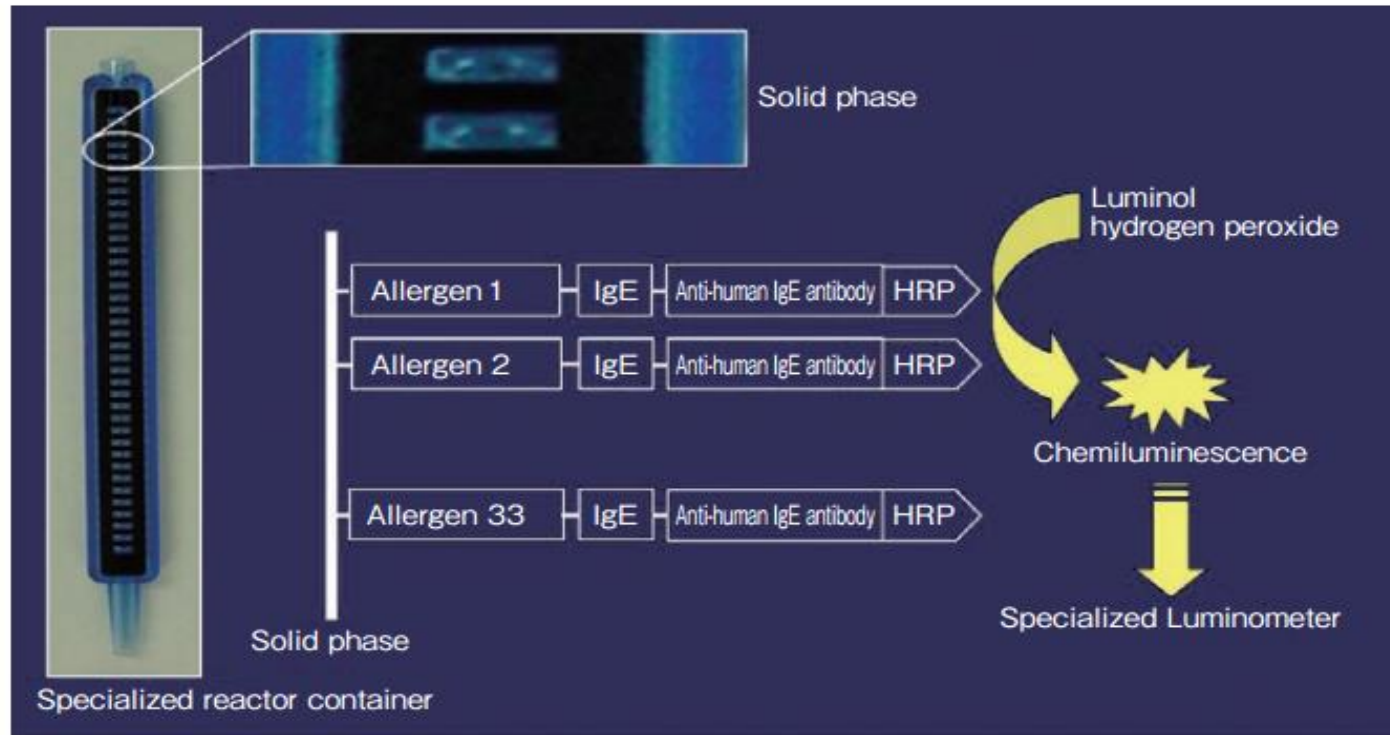 Solid phase
Luminol
hydrogen peroxide
Allergen 1 IgE Anti-human IgE antibody HRP
Allergen 2 IgE Anti-human IgE antibody HRP
Chemiluminescence
Allergen 33 IgE Anti-human IgE antibody HRP
Specialized Luminometer
Solid phase
Specialized reactor container